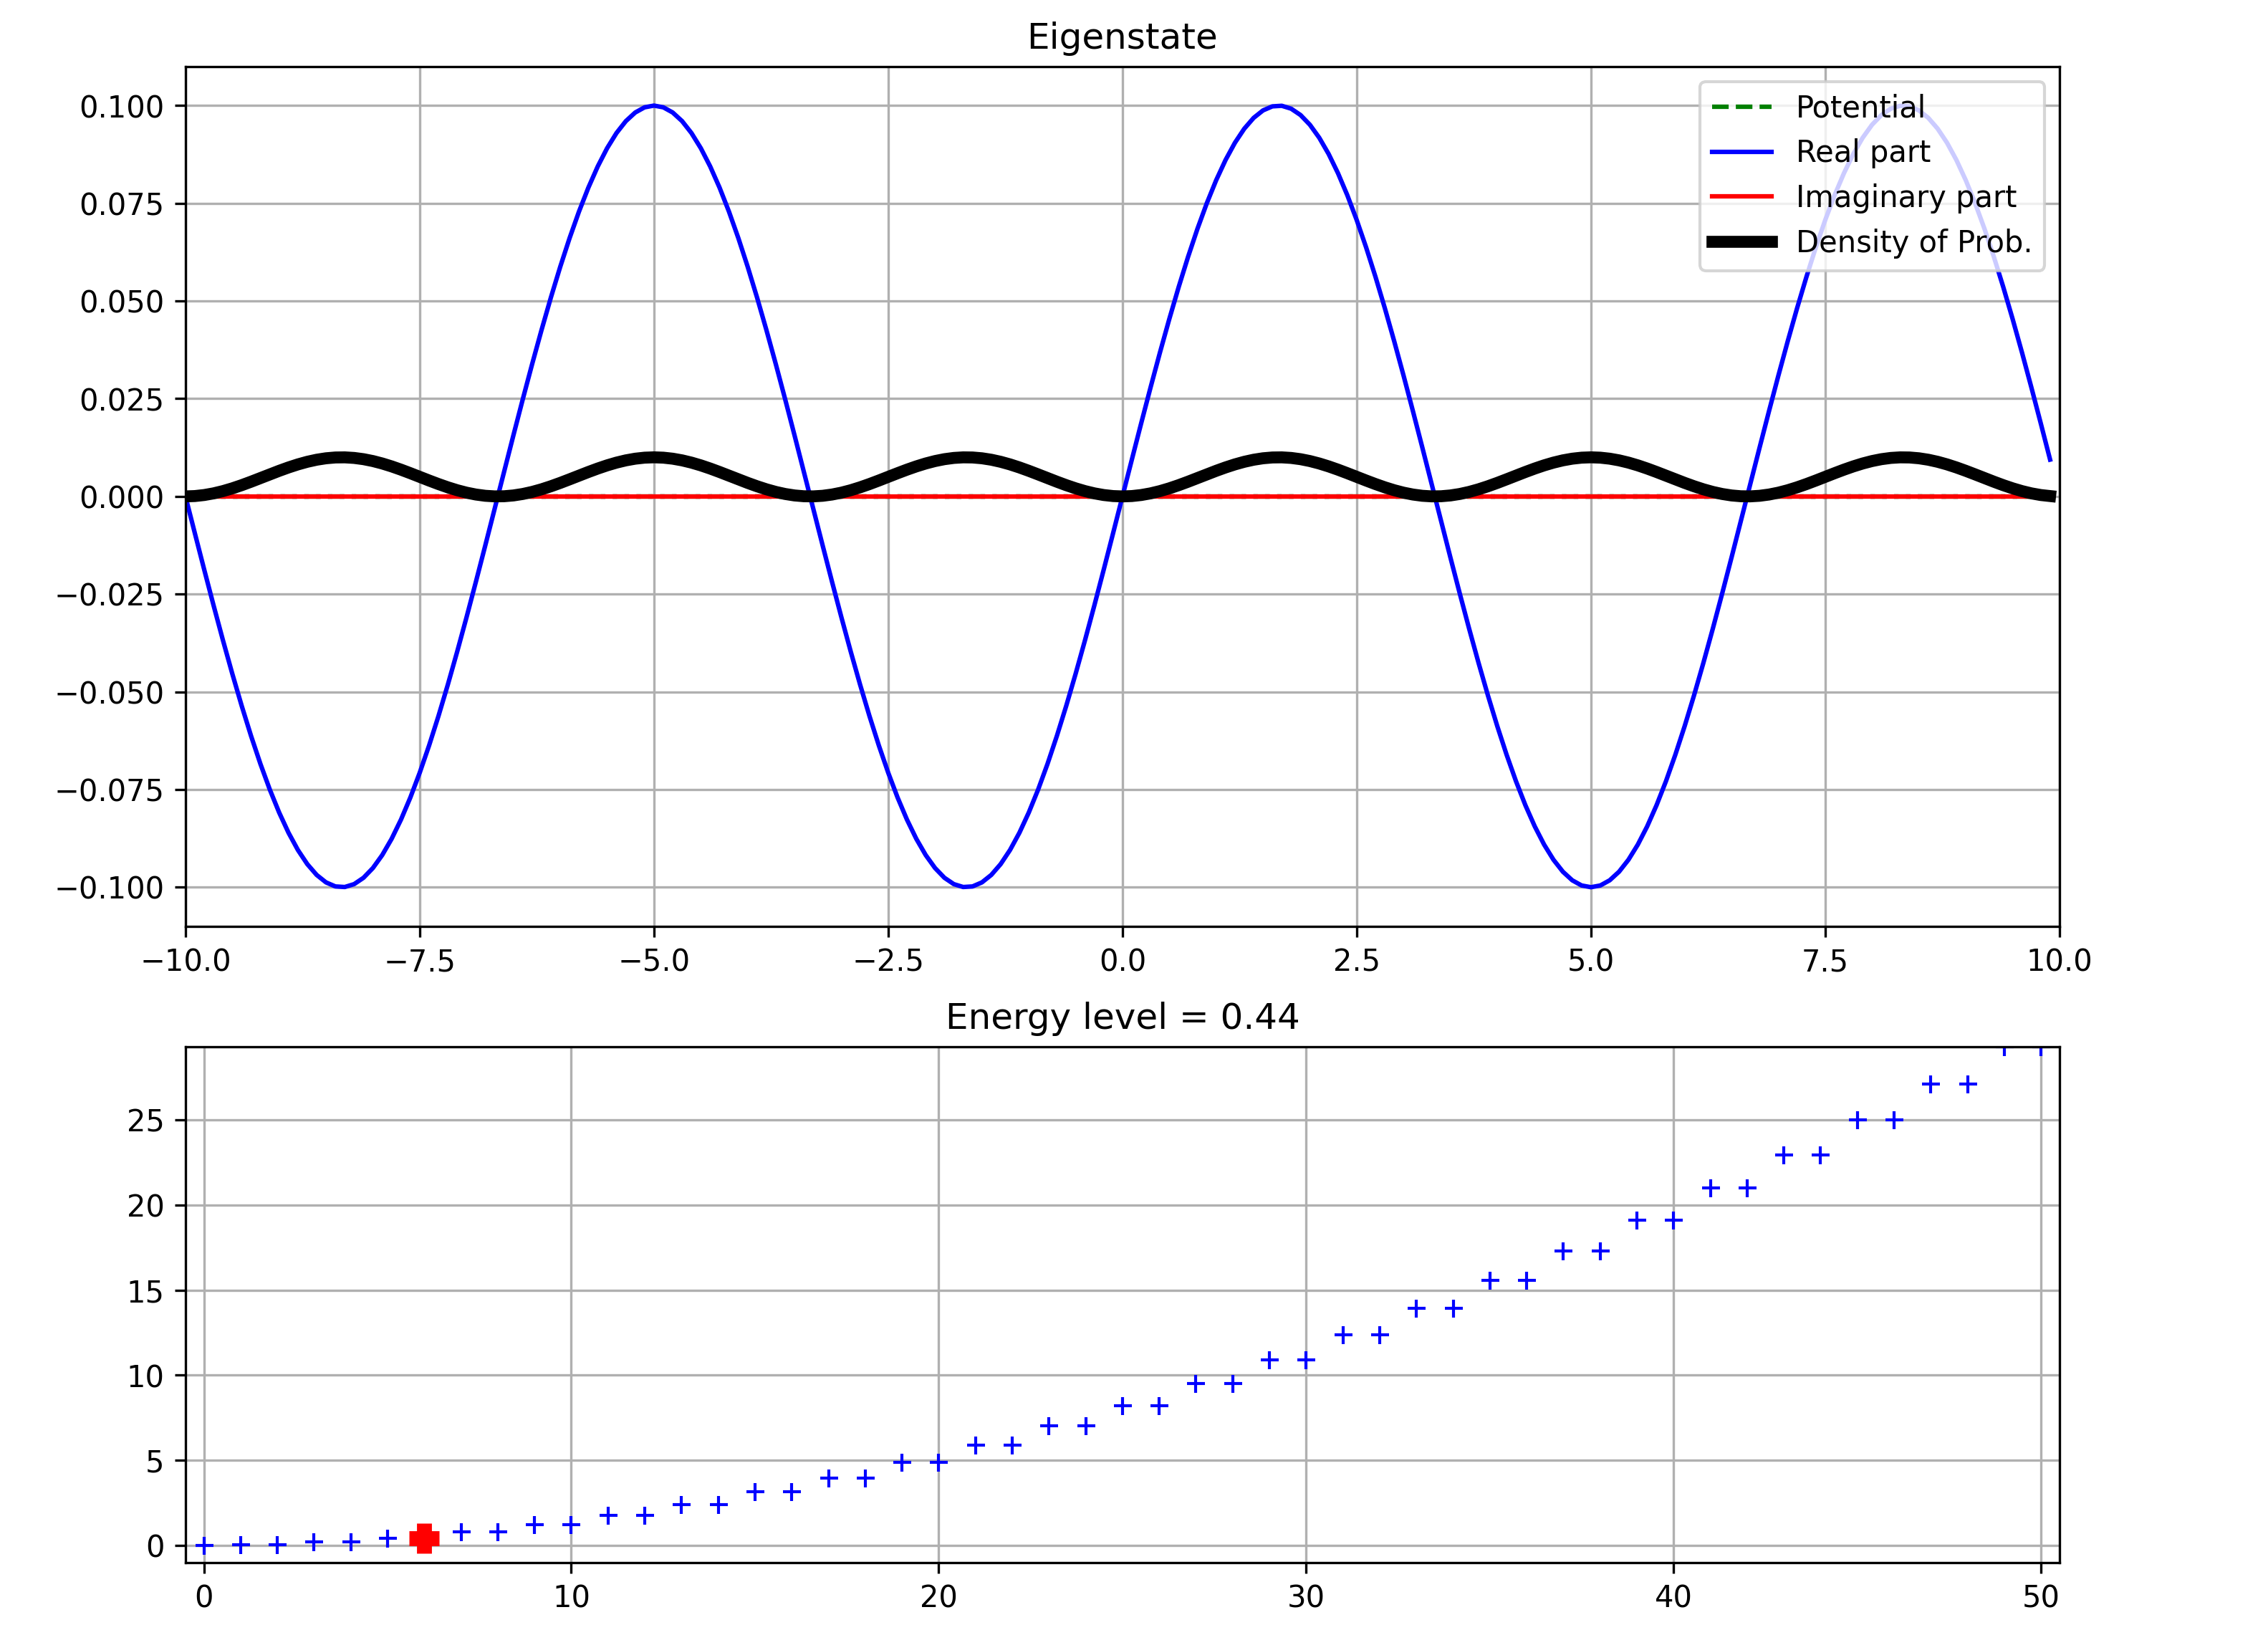 Eigenstate
0.100
0.075
0.050
0.025
0.000
−0.025
−0.050
−0.075
−0.100
Potential
Real part
Imaginary part
Density of Prob.
−10.0 −7.5 −5.0 −2.5 0.0 2.5 5.0 7.5 10.0
Energy level = 0.44
25
20
15
10
5
0
0 10 20 30 40 50